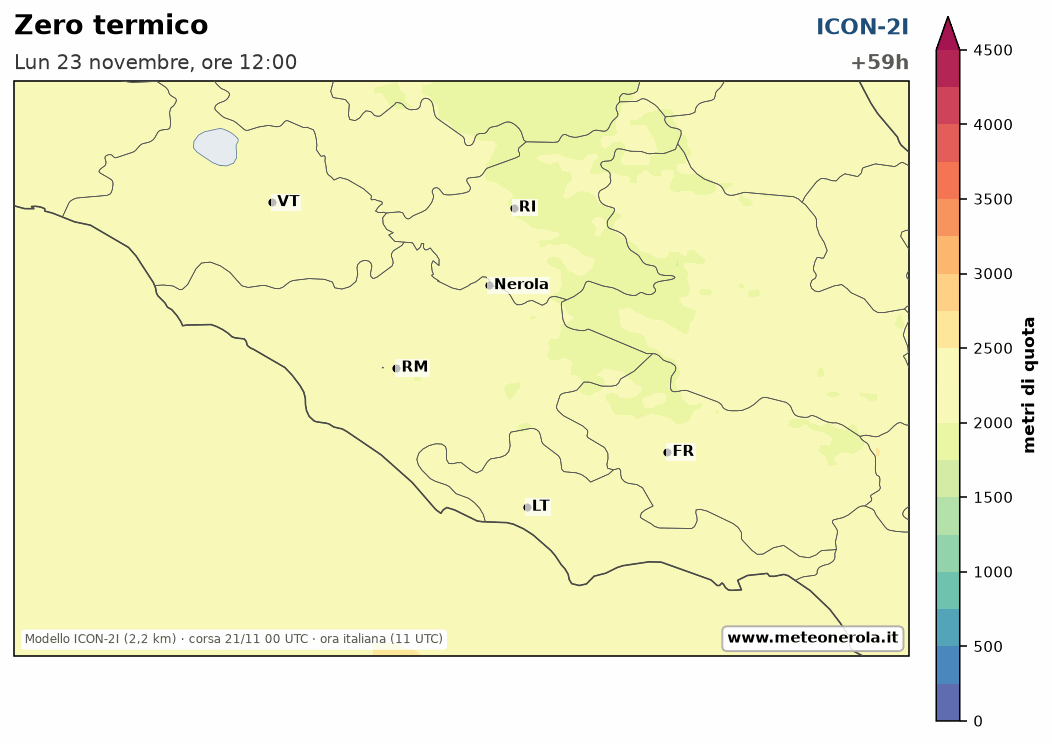 Zero termico
ICON-2I
Lun 23 novembre, ore 12:00
+59h
VT
RI
Nerola
RM
FR
LT
Modello ICON-2I (2,2 km) · corsa 21/11 00 UTC · ora italiana (11 UTC)
www.meteonerola.it
4500
4000
3500
3000
2500
2000
1500
1000
500
0
metri di quota